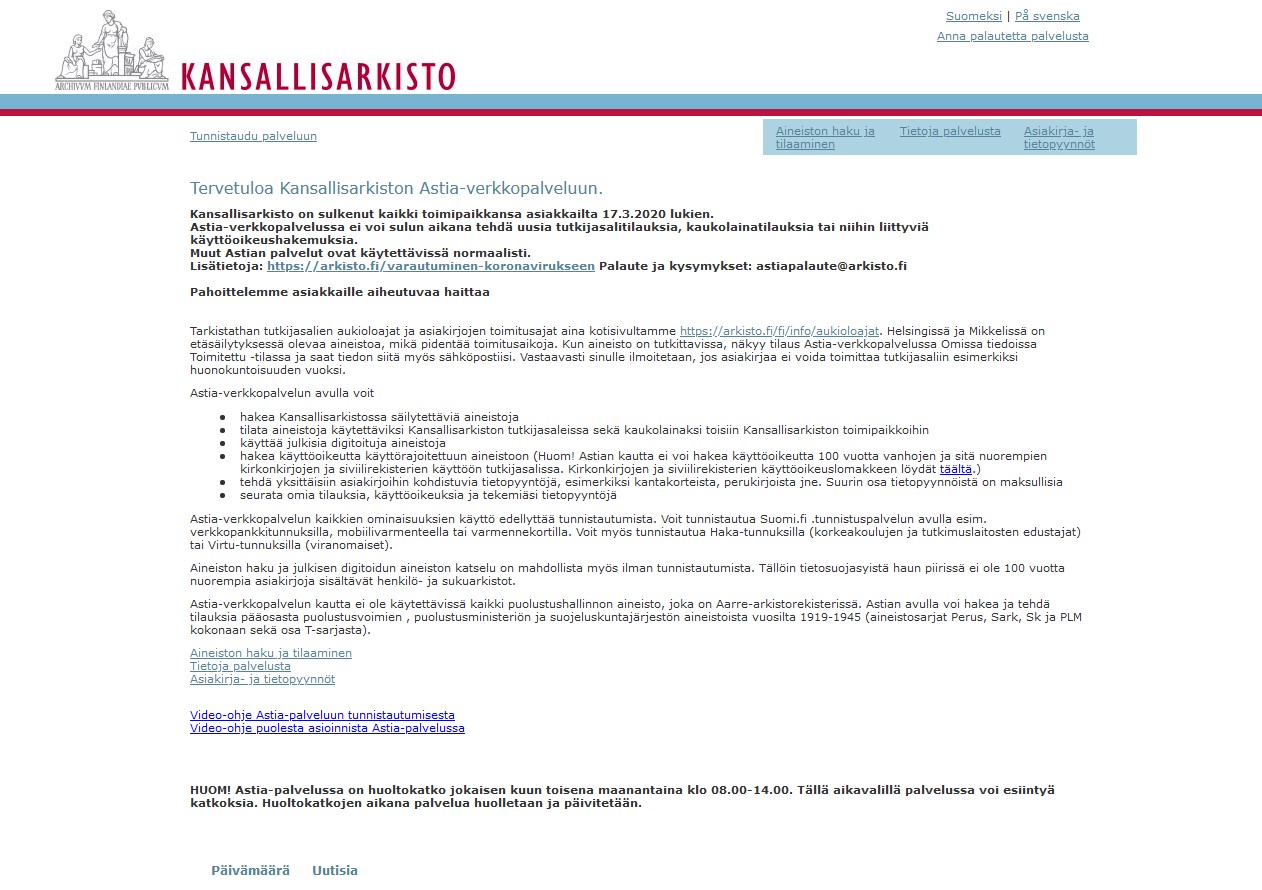 Suomeksi | På svenska
Anna palautetta palvelusta
ARCHIVVM FINLANDIAE PVBLICVM
KANSALLISARKISTO
Tunnistaudu palveluun
Aineiston haku ja tilaaminen
Tietoja palvelusta
Asiakirja- ja tietopyynnöt
Tervetuloa Kansallisarkiston Astia-verkkopalveluun.
Kansallisarkisto on sulkenut kaikki toimipaikkansa asiakkailta 17.3.2020 lukien.
Astia-verkkopalvelussa ei voi sulun aikana tehdä uusia tutkijasalitilauksia, kaukolainatilauksia tai niihin liittyviä
käyttöoikeushakemuksia.
Muut Astian palvelut ovat käytettävissä normaalisti.
Lisätietoja: https://arkisto.fi/varautuminen-koronavirukseen Palaute ja kysymykset: astiapalaute@arkisto.fi
Pahoittelemme asiakkaille aiheutuvaa haittaa
Tarkistathan tutkijasalien aukioloajat ja asiakirjojen toimitusajat aina kotisivultamme https://arkisto.fi/fi/info/aukioloajat. Helsingissä ja Mikkelissä on
etäsäilytyksessä olevaa aineistoa, mikä pidentää toimitusaikoja. Kun aineisto on tutkittavissa, näkyy tilaus Astia-verkkopalvelussa Omissa tiedoissa
Toimitettu -tilassa ja saat tiedon siitä myös sähköpostiisi. Vastaavasti sinulle ilmoitetaan, jos asiakirjaa ei voida toimittaa tutkijasaliin esimerkiksi
huonokuntoisuuden vuoksi.
Astia-verkkopalvelun avulla voit
● hakea Kansallisarkistossa säilytettäviä aineistoja
● tilata aineistoja käytettäviksi Kansallisarkiston tutkijasaleissa sekä kaukolainaksi toisiin Kansallisarkiston toimipaikkoihin
● käyttää julkisia digitoituja aineistoja
● hakea käyttöoikeutta käyttörajoitettuun aineistoon (Huom! Astian kautta ei voi hakea käyttöoikeutta 100 vuotta vanhojen ja sitä nuorempien
kirkonkirjojen ja siviilirekisterien käyttöön tutkijasalissa. Kirkonkirjojen ja siviilirekisterien käyttöoikeuslomakkeen löydät täältä.)
● tehdä yksittäisiin asiakirjoihin kohdistuvia tietopyyntöjä, esimerkiksi kantakorteista, perukirjoista jne. Suurin osa tietopyynnöistä on maksullisia
● seurata omia tilauksia, käyttöoikeuksia ja tekemiäsi tietopyyntöjä
Astia-verkkopalvelun kaikkien ominaisuuksien käyttö edellyttää tunnistautumista. Voit tunnistautua Suomi.fi .tunnistuspalvelun avulla esim.
verkkopankkitunnuksilla, mobiilivarmenteella tai varmennekortilla. Voit myös tunnistautua Haka-tunnuksilla (korkeakoulujen ja tutkimuslaitosten edustajat)
tai Virtu-tunnuksilla (viranomaiset).
Aineiston haku ja julkisen digitoidun aineiston katselu on mahdollista myös ilman tunnistautumista. Tällöin tietosuojasyistä haun piirissä ei ole 100 vuotta
nuorempia asiakirjoja sisältävät henkilö- ja sukuarkistot.
Astia-verkkopalvelun kautta ei ole käytettävissä kaikki puolustushallinnon aineisto, joka on Aarre-arkistorekisterissä. Astian avulla voi hakea ja tehdä
tilauksia pääosasta puolustusvoimien , puolustusministeriön ja suojeluskuntajärjestön aineistoista vuosilta 1919-1945 (aineistosarjat Perus, Sark, Sk ja PLM
kokonaan sekä osa T-sarjasta).
Aineiston haku ja tilaaminen
Tietoja palvelusta
Asiakirja- ja tietopyynnöt
Video-ohje Astia-palveluun tunnistautumisesta
Video-ohje puolesta asioinnista Astia-palvelussa
HUOM! Astia-palvelussa on huoltokatko jokaisen kuun toisena maanantaina klo 08.00-14.00. Tällä aikavalillä palvelussa voi esiintyä
katkoksia. Huoltokatkojen aikana palvelua huolletaan ja päivitetään.
Päivämäärä Uutisia